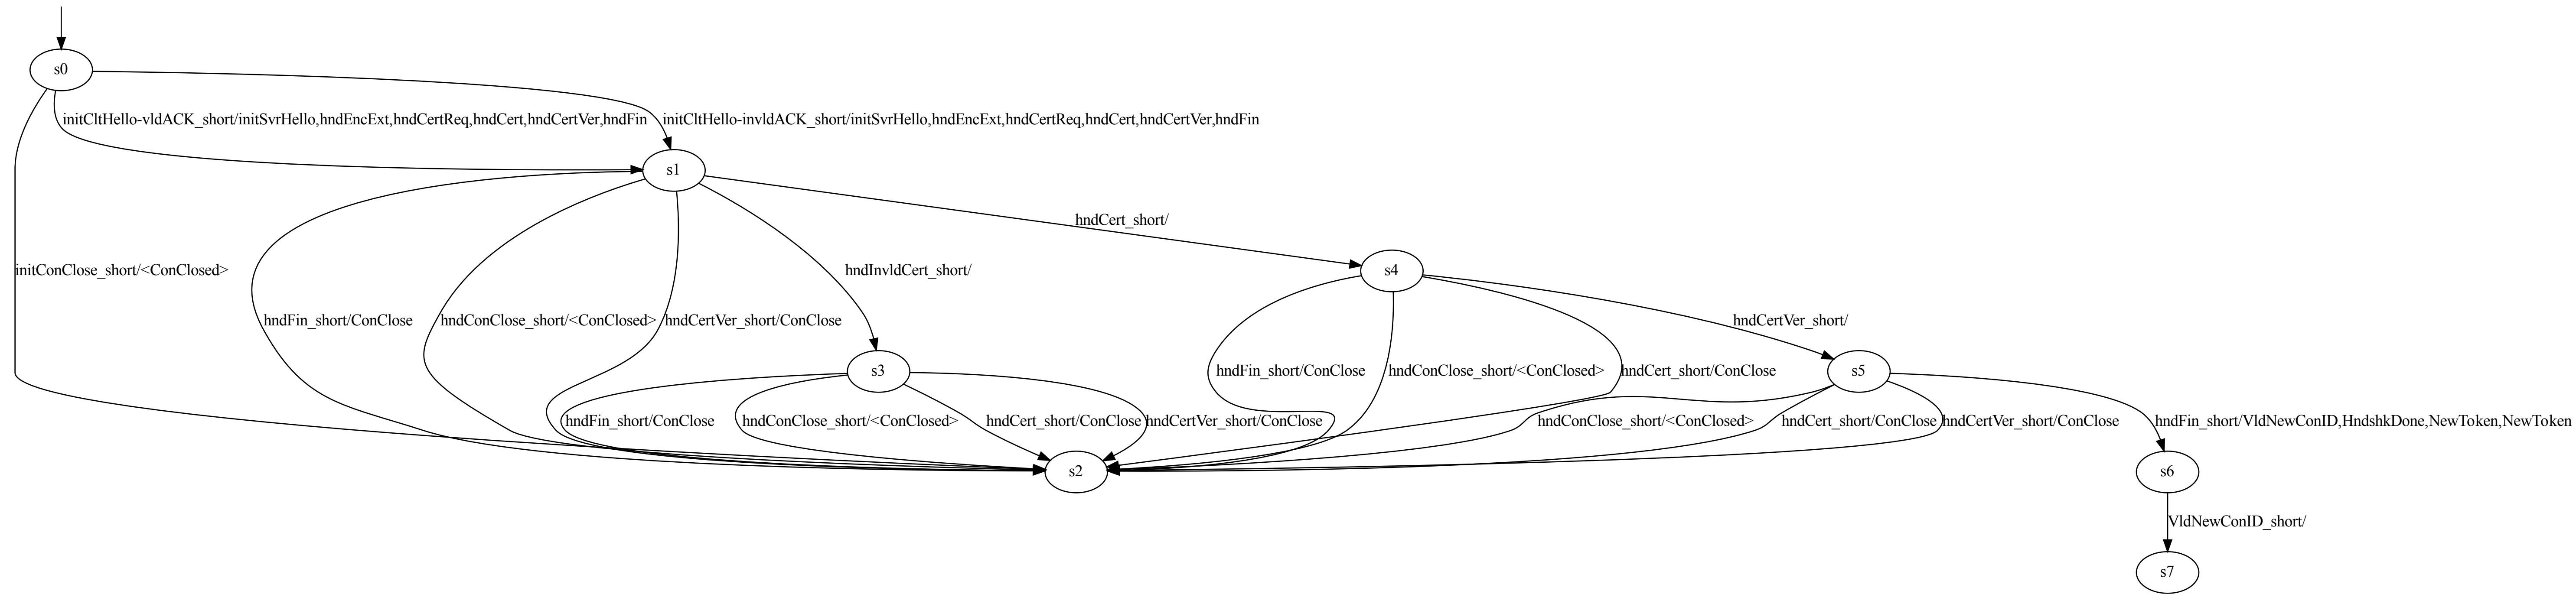 s0
initCltHello-vldACK_short/initSvrHello,hndEncExt,hndCertReq,hndCert,hndCertVer,hndFin
initCltHello-invldACK_short/initSvrHello,hndEncExt,hndCertReq,hndCert,hndCertVer,hndFin
s1
hndCert_short/
initConClose_short/<ConClosed>
hndInvldCert_short/
s4
hndFin_short/ConClose
hndConClose_short/<ConClosed>
hndCertVer_short/ConClose
hndCertVer_short/
s3
hndFin_short/ConClose
hndConClose_short/<ConClosed>
hndCert_short/ConClose
s5
hndFin_short/ConClose
hndConClose_short/<ConClosed>
hndCert_short/ConClose
hndCertVer_short/ConClose
hndConClose_short/<ConClosed>
hndCert_short/ConClose
hndCertVer_short/ConClose
hndFin_short/VldNewConID,HndshkDone,NewToken,NewToken
s2
s6
VldNewConID_short/
s7